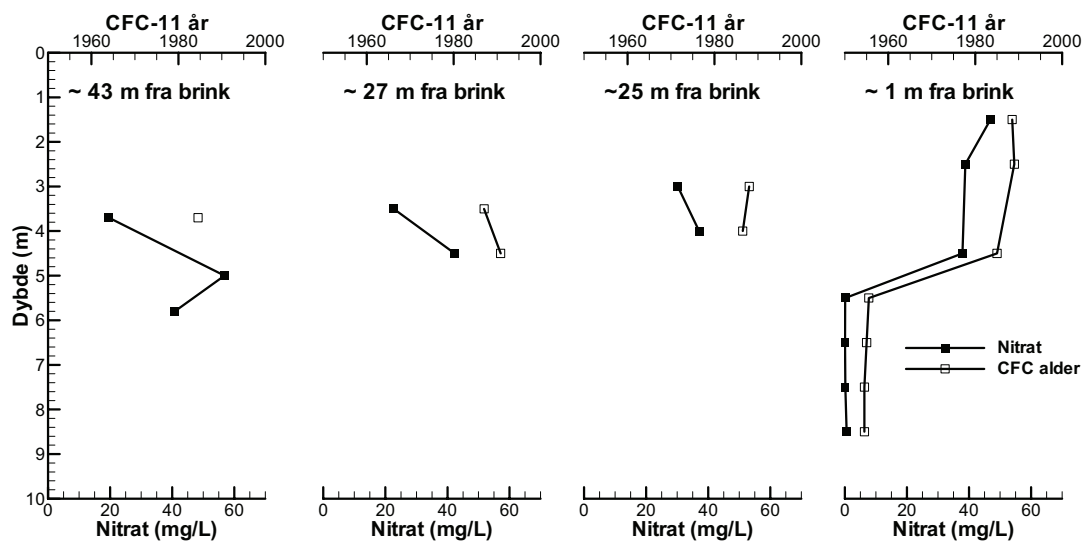 CFC-11 år CFC-11 år CFC-11 år CFC-11 år
1960 1980 2000 1960 1980 2000 1960 1980 2000 1960 1980 2000
0
~ 43 m fra brink ~ 27 m fra brink ~25 m fra brink ~ 1 m fra brink
1
2
3
4
5
6
7
8
9
10
Dybde (m)
Nitrat
CFC alder
0 20 40 60 0 20 40 60 0 20 40 60 0 20 40 60
Nitrat (mg/L) Nitrat (mg/L) Nitrat (mg/L) Nitrat (mg/L)